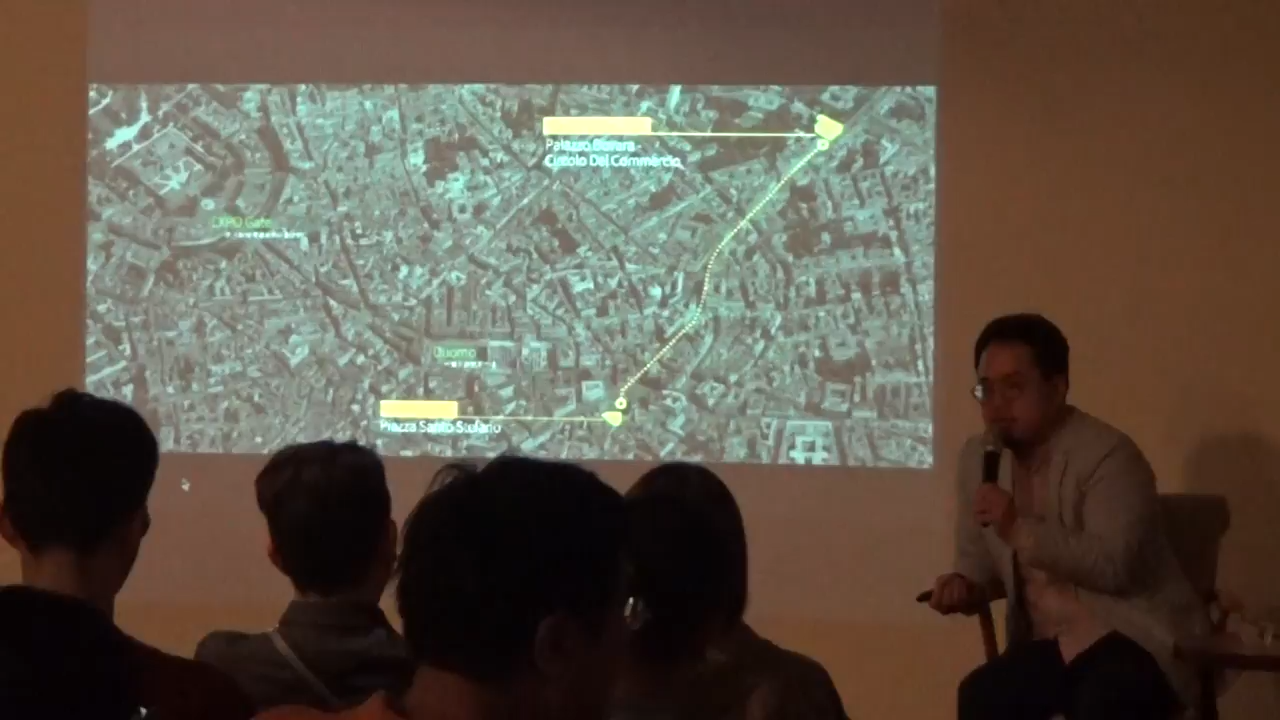 Palazzo Bovara -
Circolo Del Commercio
EXPO Gate
Duomo
Piazza Santo Stefano